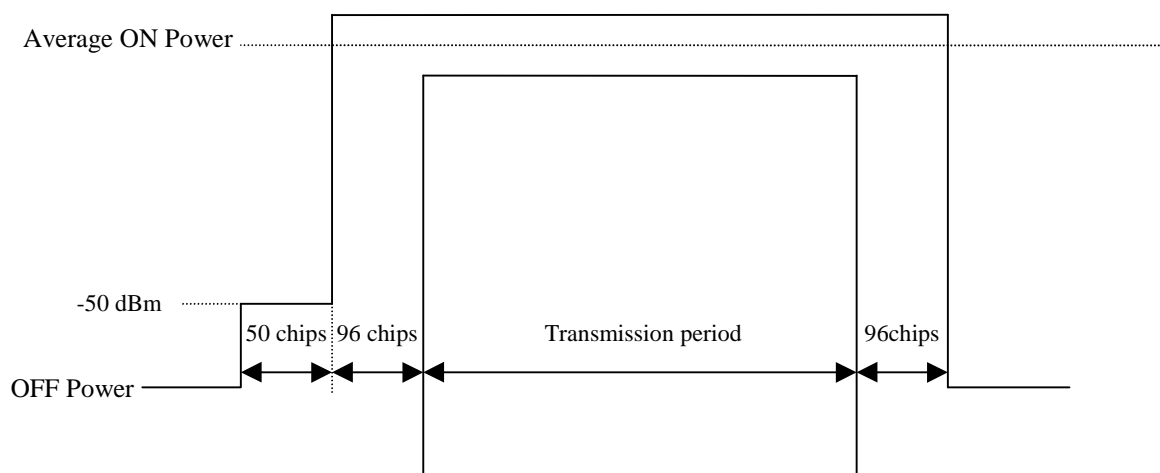 Average ON Power
-50 dBm
50 chips 96 chips Transmission period 96chips
OFF Power